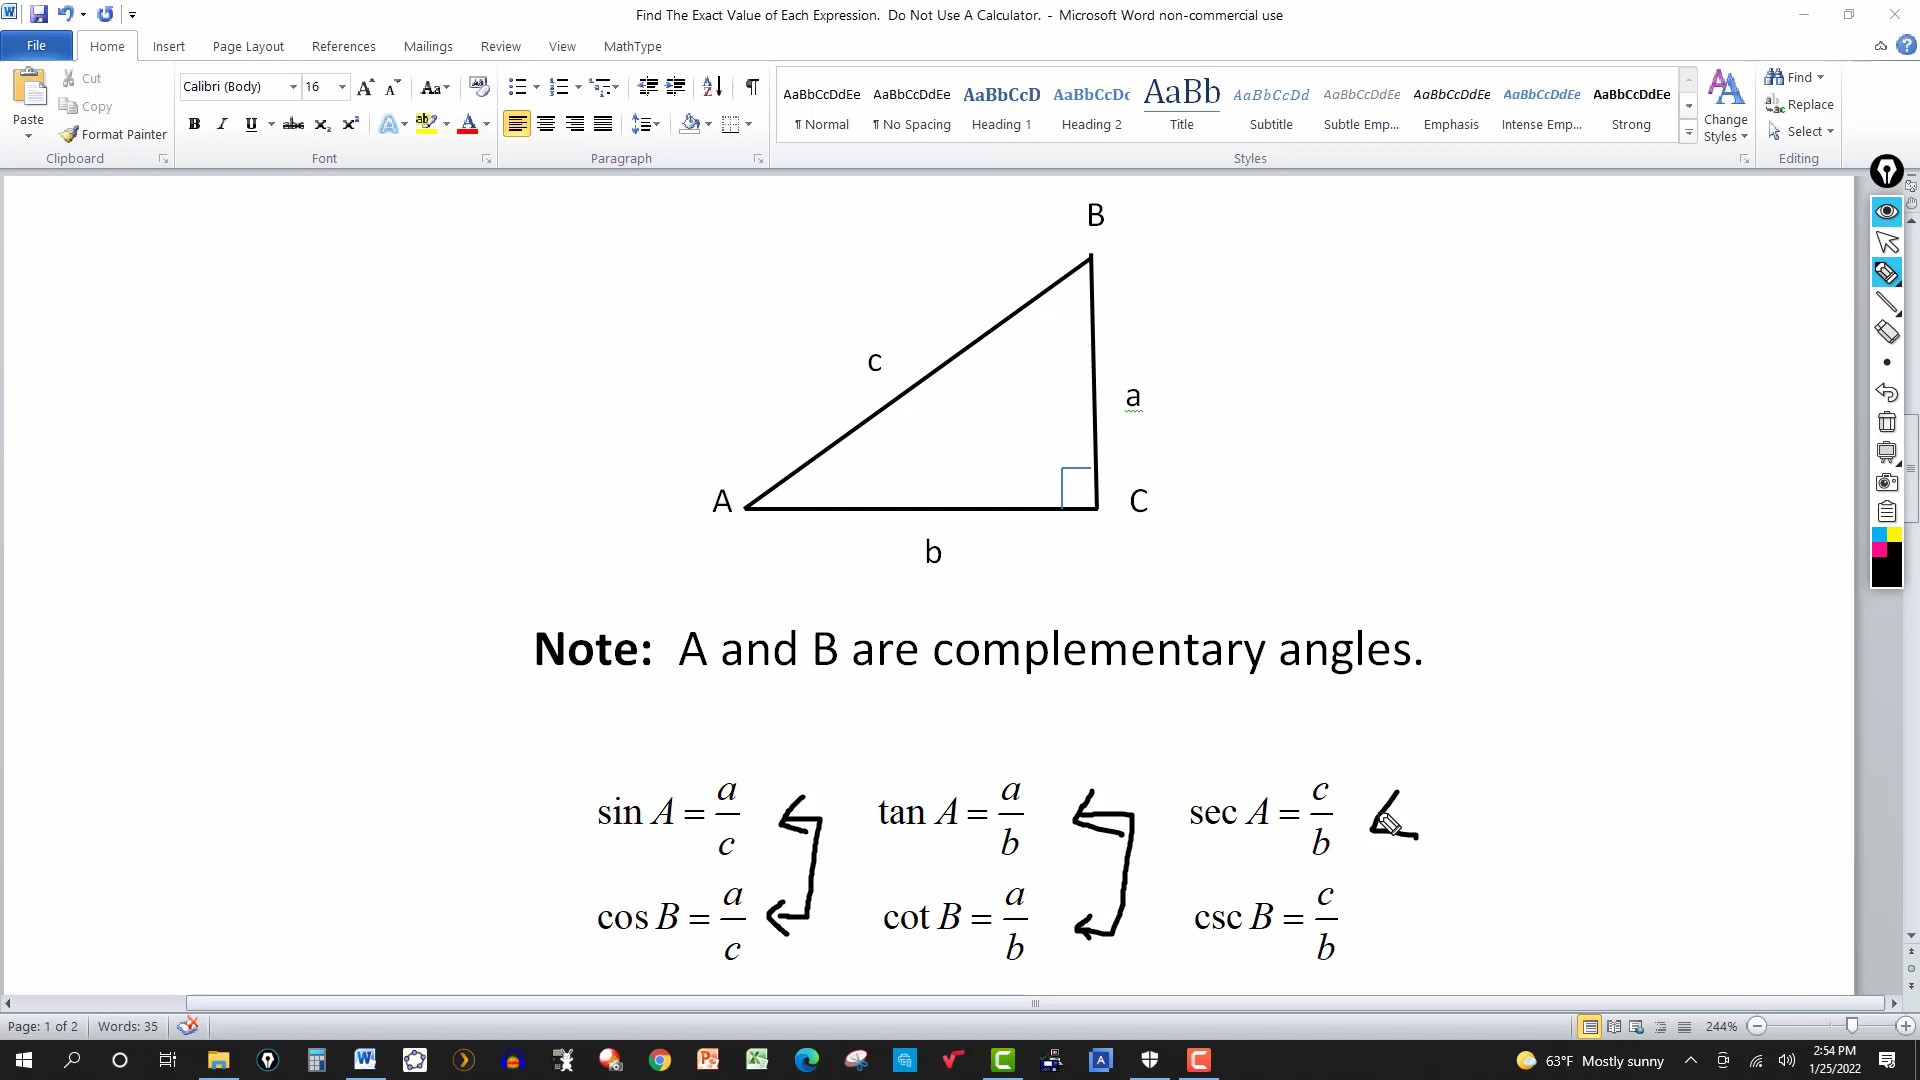 Find The Exact Value of Each Expression. Do Not Use A Calculator. - Microsoft Word non-commercial use
File Home Insert Page Layout References Mailings Review View MathType
Paste
Cut
Copy
Format Painter
Clipboard
Calibri (Body) 16
Font
Paragraph
AaBbCcDdEe AaBbCcDdEe AaBbCcD AaBbCcDc AaBb AaBbCcDd AaBbCcDdEe AaBbCcDdEe AaBbCcDdEe AaBbCcDdEe
¶ Normal ¶ No Spacing Heading 1 Heading 2 Title Subtitle Subtle Emp... Emphasis Intense Emp... Strong
Styles
Change Styles
Find
Replace
Select
Editing
B
c
a
A
C
b
Note: A and B are complementary angles.
sin A = a/c tan A = a/b sec A = c/b
cos B = a/c cot B = a/b csc B = c/b
Page: 1 of 2 Words: 35 244%
63°F Mostly sunny 2:54 PM
1/25/2022